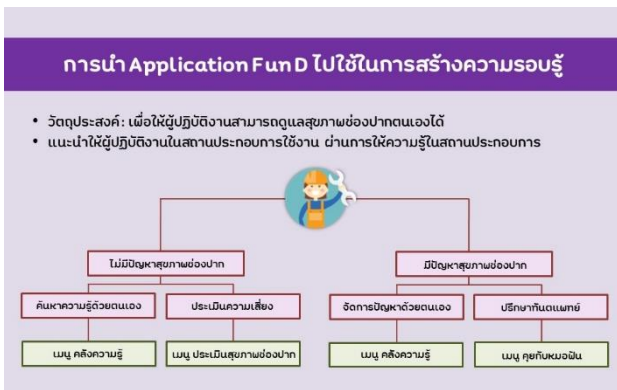 การนำ Application Fun D ไปใช้ในการสร้างความรอบรู้
• วัตถุประสงค์ : เพื่อให้ผู้ปฏิบัติงานสามารถดูแลสุขภาพช่องปากตนเองได้
• แนะนำให้ผู้ปฏิบัติงานในสถานประกอบการใช้งาน ผ่านการให้ความรู้ในสถานประกอบการ
ไม่มีปัญหาสุขภาพช่องปาก
มีปัญหาสุขภาพช่องปาก
ค้นหาความรู้ด้วยตนเอง
ประเมินความเสี่ยง
จัดการปัญหาด้วยตนเอง
ปรึกษาทันตแพทย์
เมนู คลังความรู้
เมนู ประเมินสุขภาพช่องปาก
เมนู คลังความรู้
เมนู คุยกับหมอฟัน